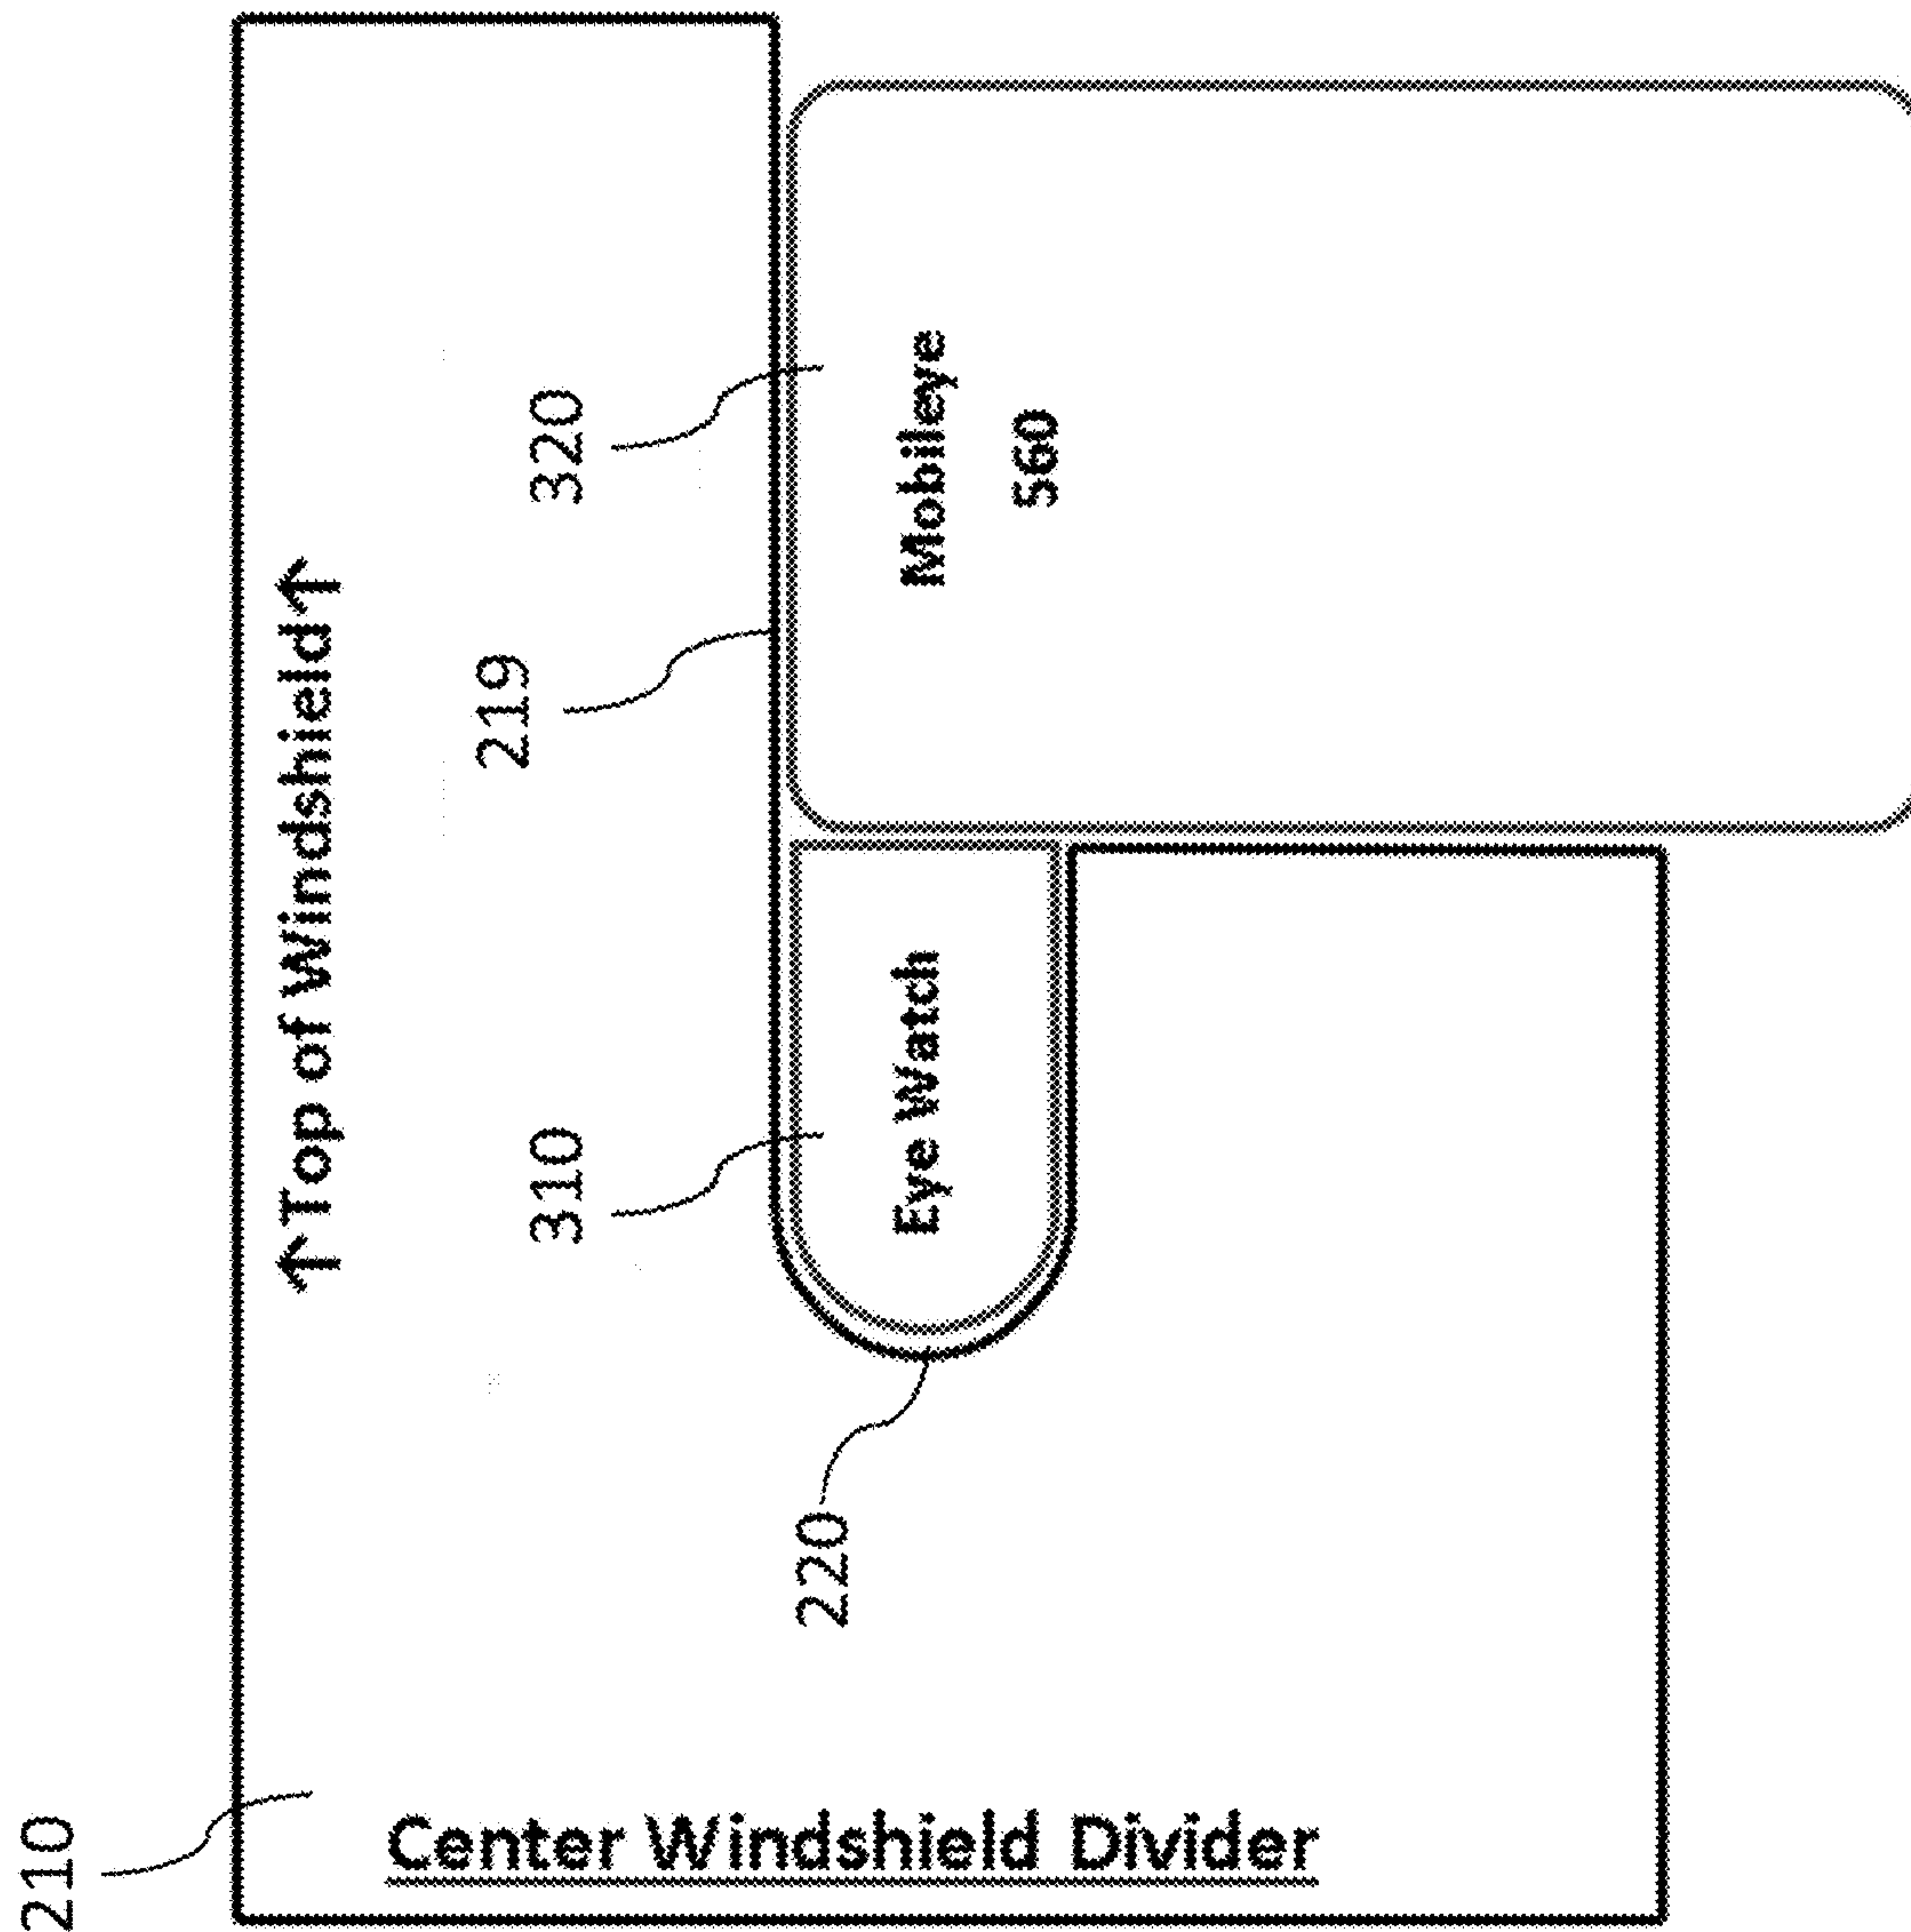 210
↑Top of Windshield↑
219
320
310
Mobileye
560
Eye Watch
220
Center Windshield Divider